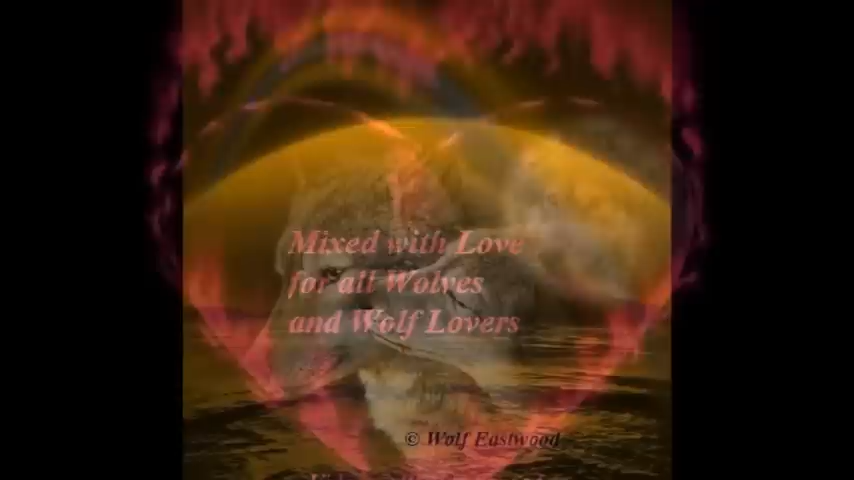 Mixed with Love
for all Wolves
and Wolf Lovers
© Wolf Eastwood